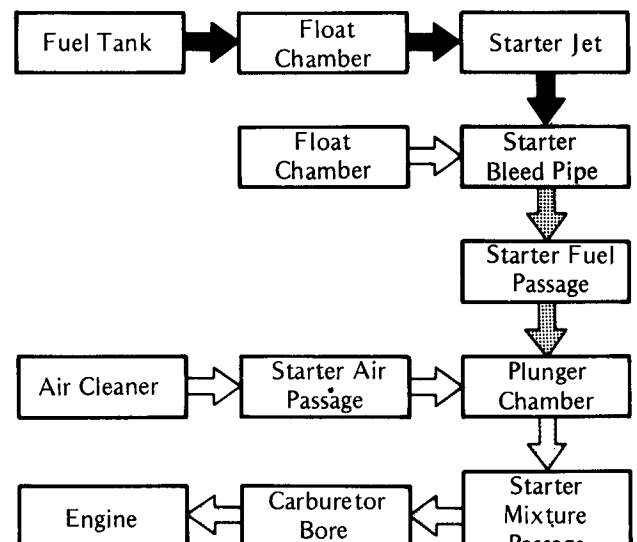 Fuel Tank
Float
Chamber
Starter Jet
Float
Chamber
Starter
Bleed Pipe
Starter Fuel
Passage
Air Cleaner
Starter Air
Passage
Plunger
Chamber
Engine
Carburetor
Bore
Starter
Mixture
Passage